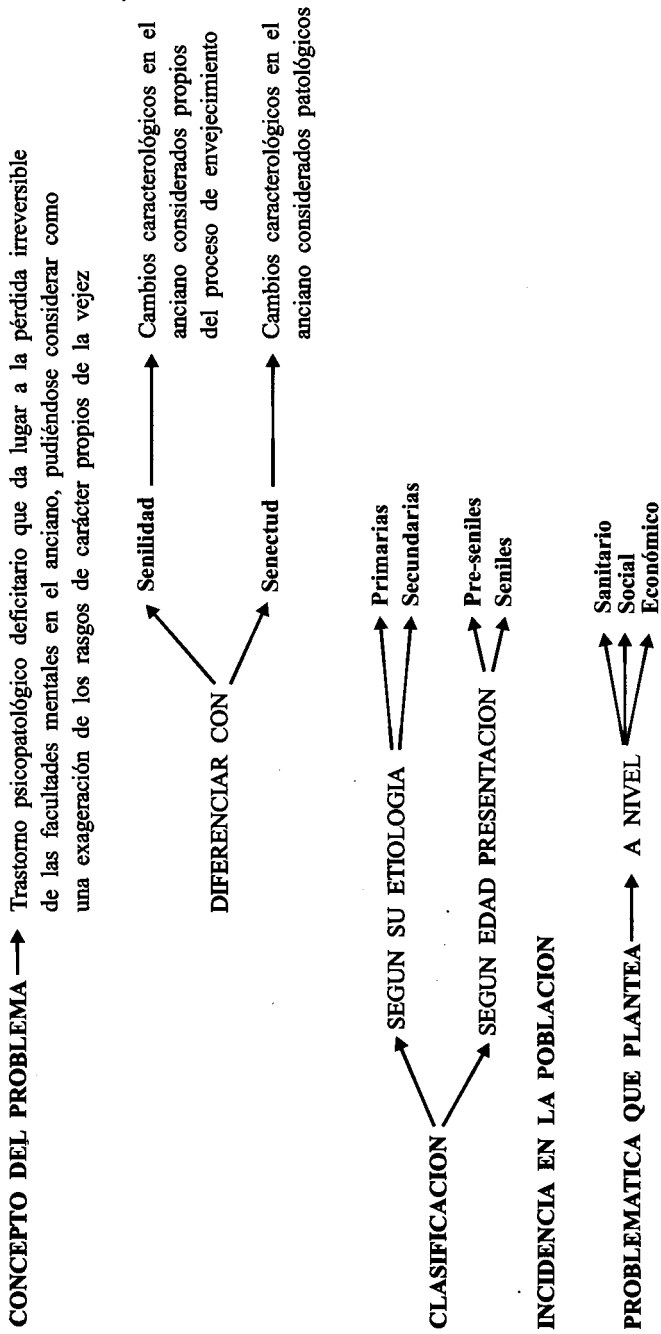 CONCEPTO DEL PROBLEMA → Trastorno psicopatológico deficitario que da lugar a la pérdida irreversible
de las facultades mentales en el anciano, pudiéndose considerar como
una exageración de los rasgos de carácter propios de la vejez
DIFERENCIAR CON
Senilidad → Cambios caracterológicos en el
anciano considerados propios
del proceso de envejecimiento
Senectud → Cambios caracterológicos en el
anciano considerados patológicos
CLASIFICACION
SEGUN SU ETIOLOGIA
Primarias
Secundarias
SEGUN EDAD PRESENTACION
Pre-seniles
Seniles
INCIDENCIA EN LA POBLACION
PROBLEMATICA QUE PLANTEA → A NIVEL
Sanitario
Social
Económico